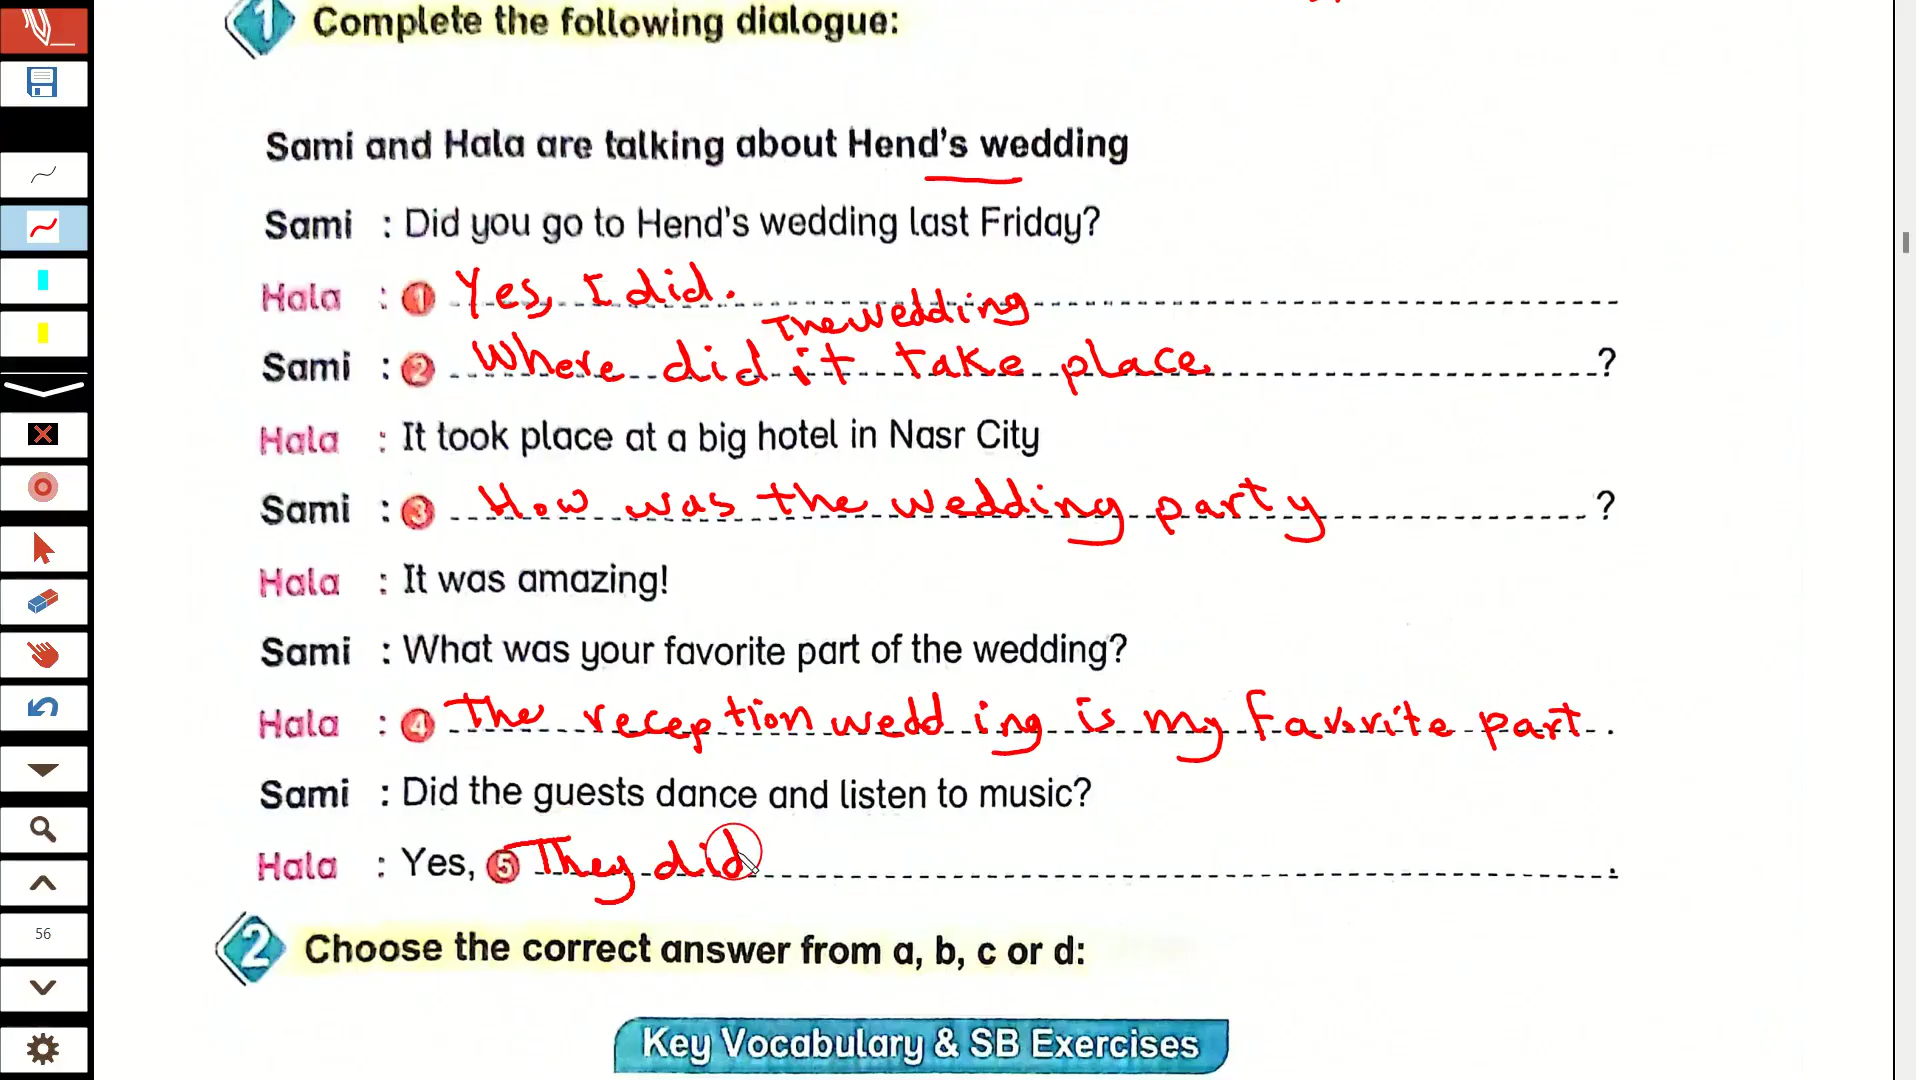 1 Complete the following dialogue:
Sami and Hala are talking about Hend's wedding
Sami : Did you go to Hend's wedding last Friday?
Hala : 1 Yes, I did.
The wedding
Sami : 2 Where did it take place ?
Hala : It took place at a big hotel in Nasr City
Sami : 3 How was the wedding party ?
Hala : It was amazing!
Sami : What was your favorite part of the wedding?
Hala : 4 The reception wedding is my favorite part .
Sami : Did the guests dance and listen to music?
Hala : Yes, 5 They did .
2 Choose the correct answer from a, b, c or d:
Key Vocabulary & SB Exercises
56